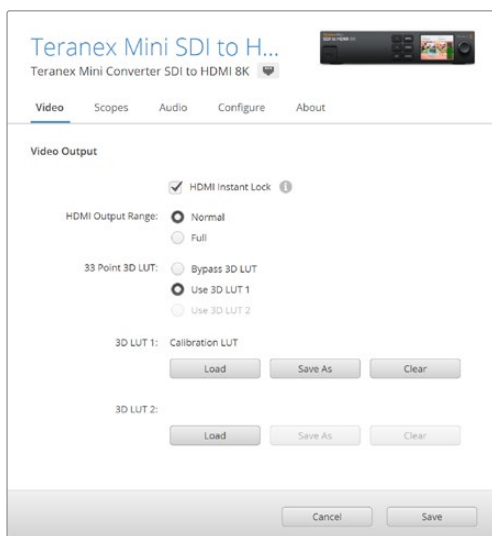 Teranex Mini SDI to H...
Teranex Mini Converter SDI to HDMI 8K
Video Scopes Audio Configure About
Video Output
HDMI Instant Lock
HDMI Output Range: Normal
Full
33 Point 3D LUT: Bypass 3D LUT
Use 3D LUT 1
Use 3D LUT 2
3D LUT 1: Calibration LUT
Load Save As Clear
3D LUT 2:
Load Save As Clear
Cancel Save